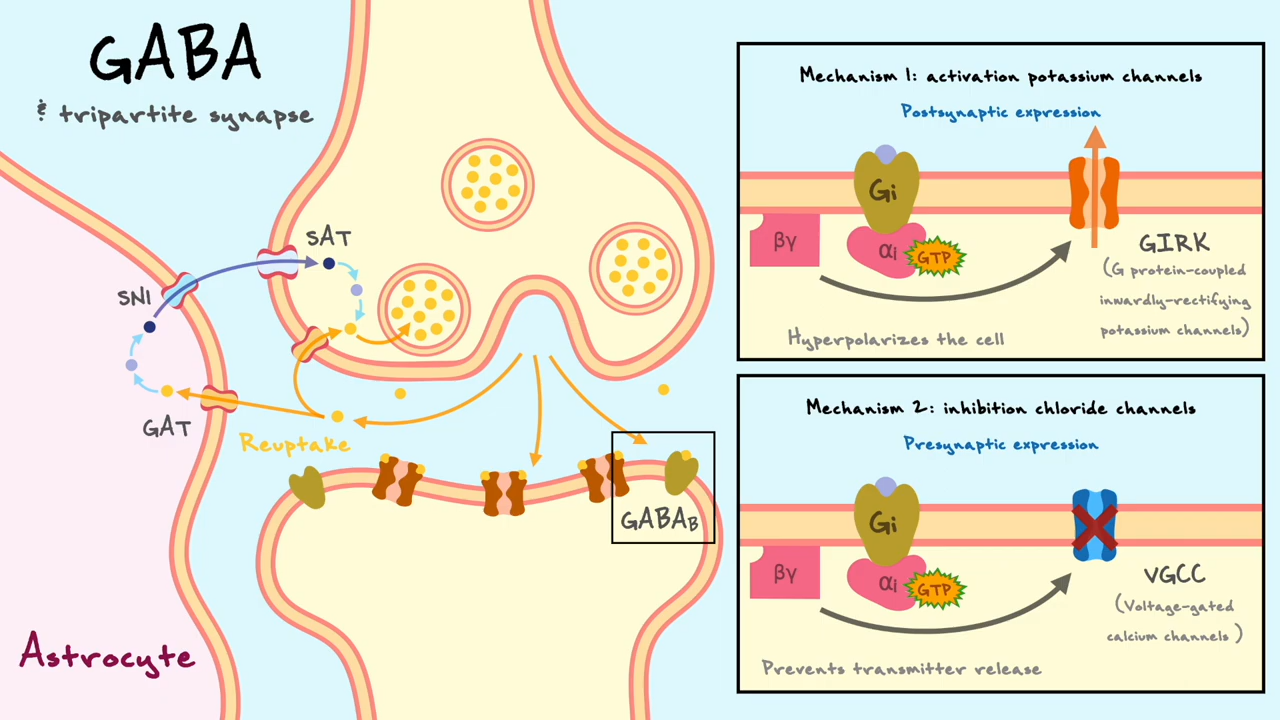 GABA
& tripartite synapse
SAT
SN1
GAT
Reuptake
GABAB
Astrocyte
Mechanism 1: activation potassium channels
Postsynaptic expression
Gi
βγ
αi
GTP
GIRK
(G protein-coupled
inwardly-rectifying
potassium channels)
Hyperpolarizes the cell
Mechanism 2: inhibition chloride channels
Presynaptic expression
Gi
βγ
αi
GTP
VGCC
(Voltage-gated
calcium channels )
Prevents transmitter release